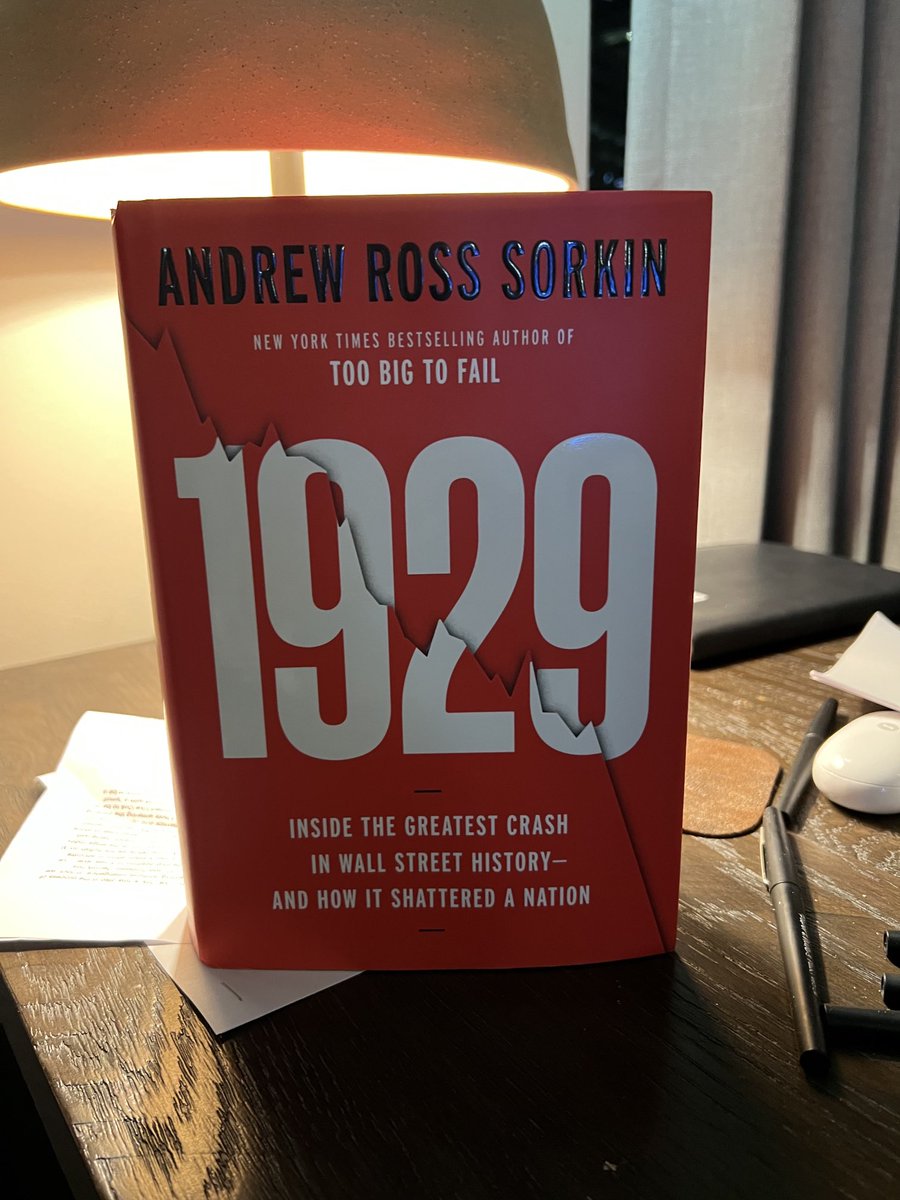 ANDREW ROSS SORKIN
NEW YORK TIMES BESTSELLING AUTHOR OF
TOO BIG TO FAIL
1929
INSIDE THE GREATEST CRASH
IN WALL STREET HISTORY—
AND HOW IT SHATTERED A NATION